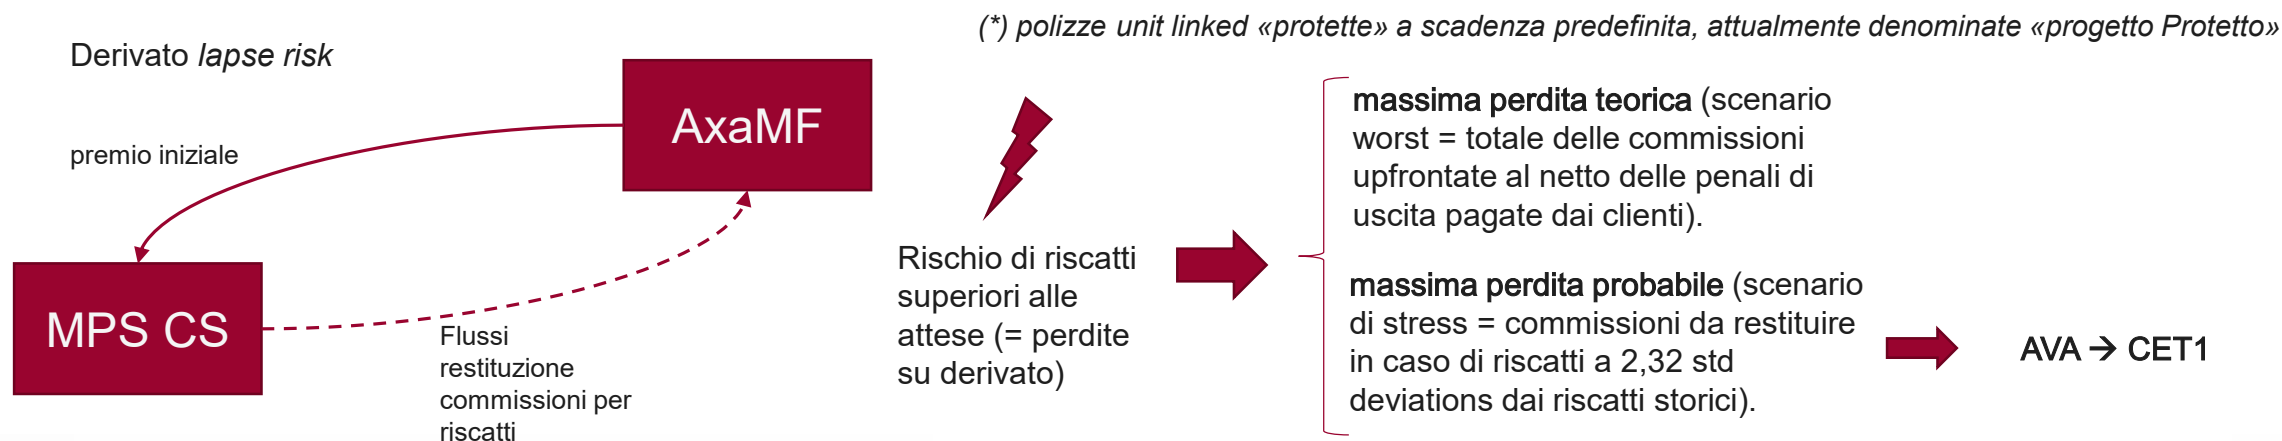 (*) polizze unit linked «protette» a scadenza predefinita, attualmente denominate «progetto Protetto»
Derivato lapse risk
AxaMF
premio iniziale
MPS CS
Flussi
restituzione
commissioni per
riscatti
Rischio di riscatti
superiori alle
attese (= perdite
su derivato)
massima perdita teorica (scenario
worst = totale delle commissioni
upfrontate al netto delle penali di
uscita pagate dai clienti).
massima perdita probabile (scenario
di stress = commissioni da restituire
in caso di riscatti a 2,32 std
deviations dai riscatti storici).
AVA → CET1